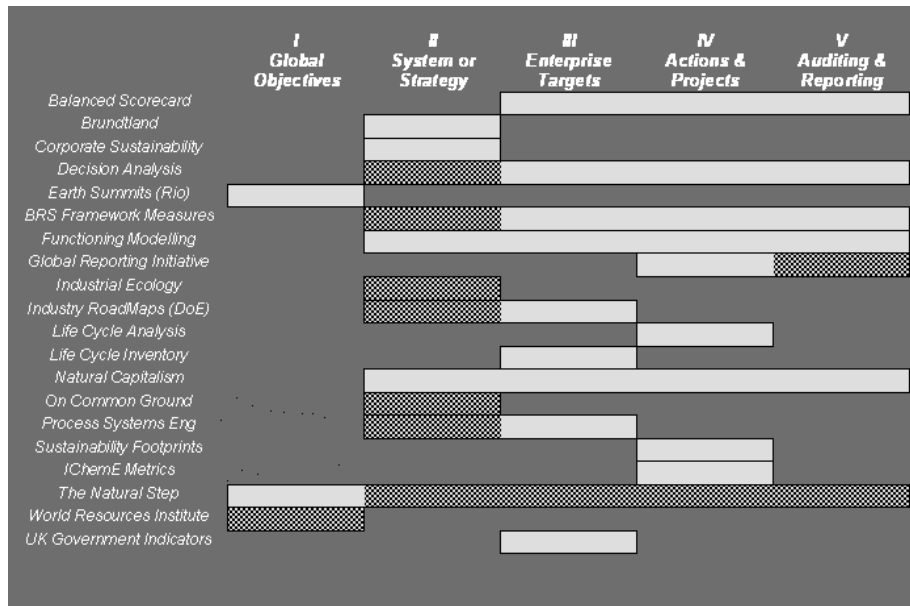 I
Global
Objectives
II
System or
Strategy
III
Enterprise
Targets
IV
Actions &
Projects
V
Auditing &
Reporting
Balanced Scorecard
Brundtland
Corporate Sustainability
Decision Analysis
Earth Summits (Rio)
BRS Framework Measures
Functioning Modelling
Global Reporting Initiative
Industrial Ecology
Industry RoadMaps (DoE)
Life Cycle Analysis
Life Cycle Inventory
Natural Capitalism
On Common Ground
Process Systems Eng
Sustainability Footprints
IChemE Metrics
The Natural Step
World Resources Institute
UK Government Indicators